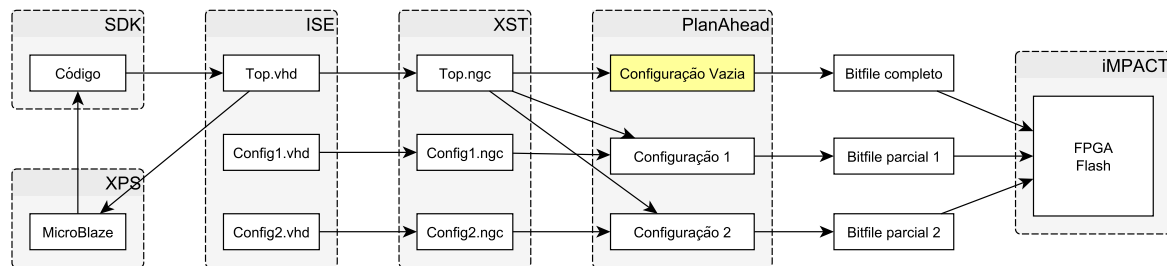 SDK
Código
XPS
MicroBlaze
ISE
Top.vhd
Config1.vhd
Config2.vhd
XST
Top.ngc
Config1.ngc
Config2.ngc
PlanAhead
Configuração Vazia
Configuração 1
Configuração 2
Bitfile completo
Bitfile parcial 1
Bitfile parcial 2
iMPACT
FPGA
Flash